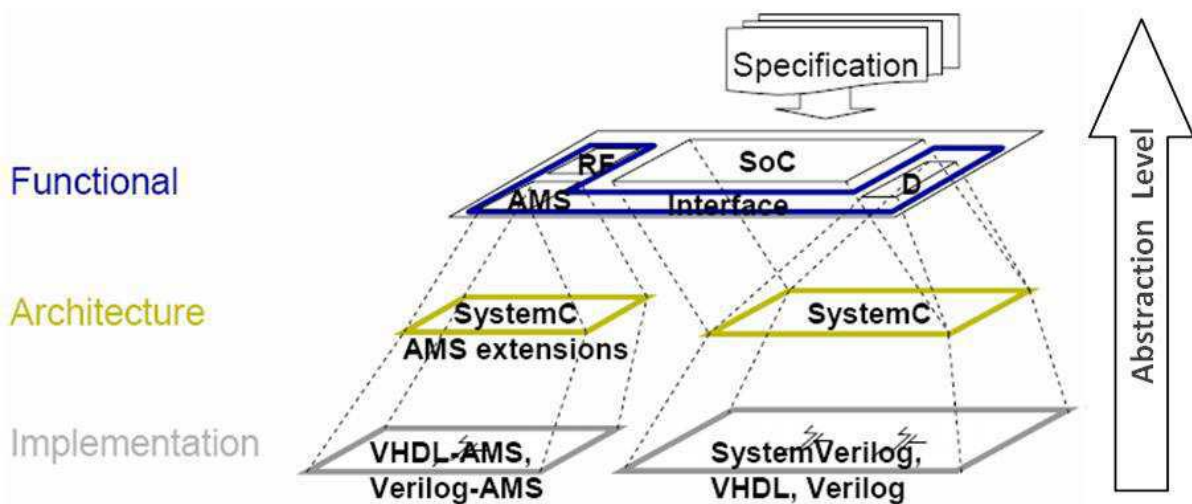 Specification
Functional
RF
SoC
AMS
Interface
D
Architecture
SystemC
AMS extensions
SystemC
Implementation
VHDL-AMS,
Verilog-AMS
SystemVerilog,
VHDL, Verilog
Abstraction Level